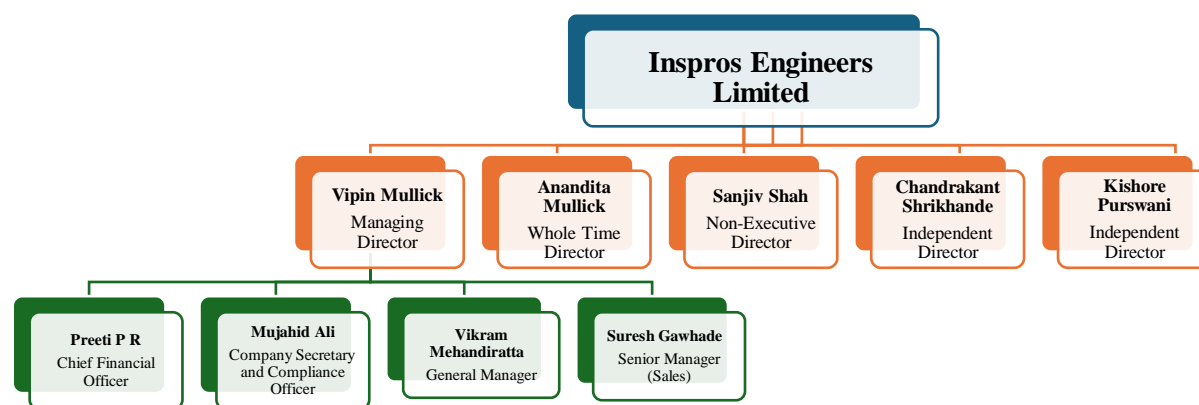 Inspros Engineers
Limited
Vipin Mullick
Managing
Director
Anandita
Mullick
Whole Time
Director
Sanjiv Shah
Non-Executive
Director
Chandrakant
Shrikhande
Independent
Director
Kishore
Purswani
Independent
Director
Preeti P R
Chief Financial
Officer
Mujahid Ali
Company Secretary
and Compliance
Officer
Vikram
Mehandiratta
General Manager
Suresh Gawhade
Senior Manager
(Sales)